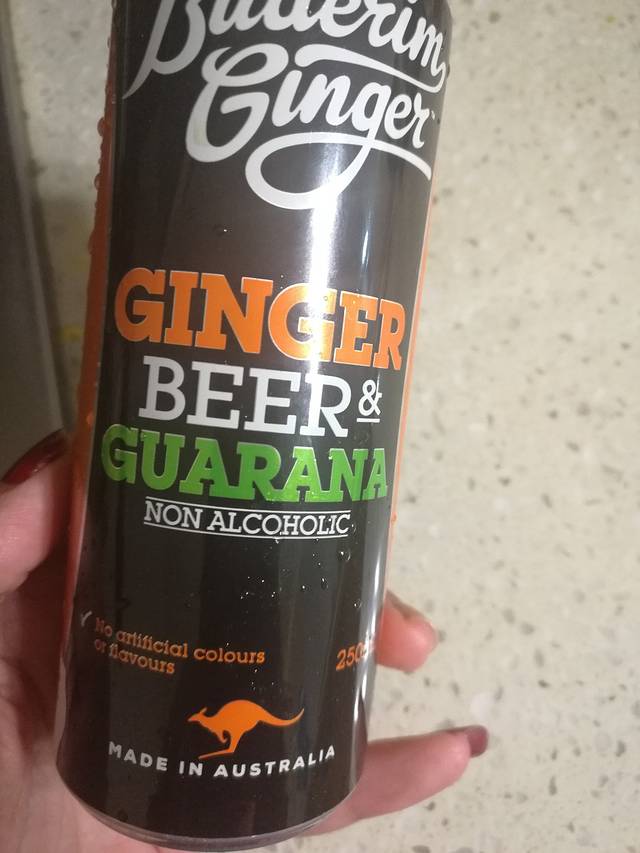 Buderim
Ginger
GINGER
BEER &
GUARANA
NON ALCOHOLIC
No artificial colours
or flavours
MADE IN AUSTRALIA